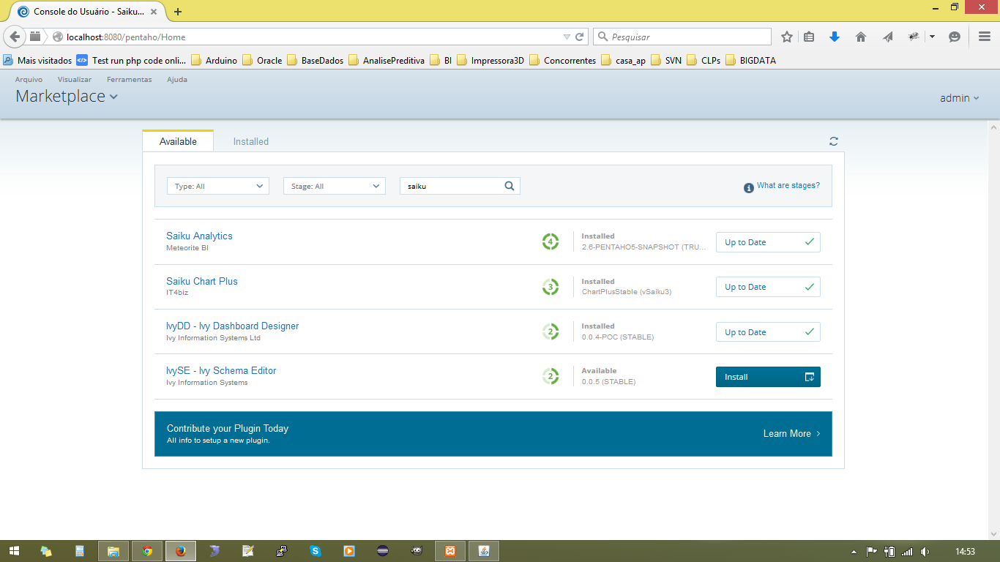 Console do Usuário - Saiku...
localhost:8080/pentaho/Home
Pesquisar
Mais visitados
Test run php code onli...
Arduino
Oracle
BaseDados
AnalisePreditiva
BI
Impressora3D
Concorrentes
casa_ap
SVN
CLPs
BIGDATA
Arquivo
Visualizar
Ferramentas
Ajuda
Marketplace
admin
Available
Installed
Type: All
Stage: All
saiku
What are stages?
Saiku Analytics
Meteorite BI
4
Installed
2.6-PENTAHO5-SNAPSHOT (TRU...
Up to Date
Saiku Chart Plus
IT4biz
3
Installed
ChartPlusStable (vSaiku3)
Up to Date
IvyDD - Ivy Dashboard Designer
Ivy Information Systems Ltd
2
Installed
0.0.4-POC (STABLE)
Up to Date
IvySE - Ivy Schema Editor
Ivy Information Systems
2
Available
0.0.5 (STABLE)
Install
Contribute your Plugin Today
All info to setup a new plugin.
Learn More
14:53